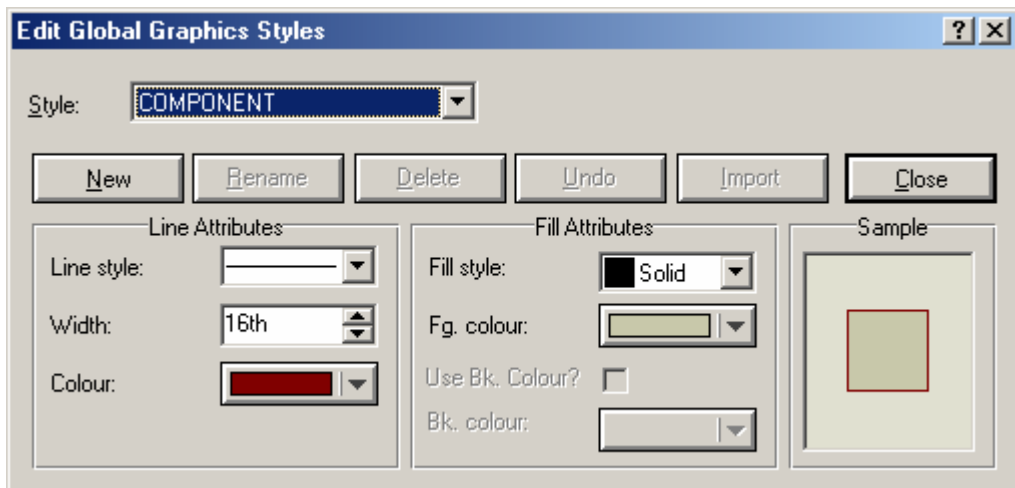 Edit Global Graphics Styles
Style: COMPONENT
New Rename Delete Undo Import Close
Line Attributes Fill Attributes Sample
Line style: Fill style: Solid
Width: 16th Fg. colour:
Colour: Use Bk. Colour?
Bk. colour: